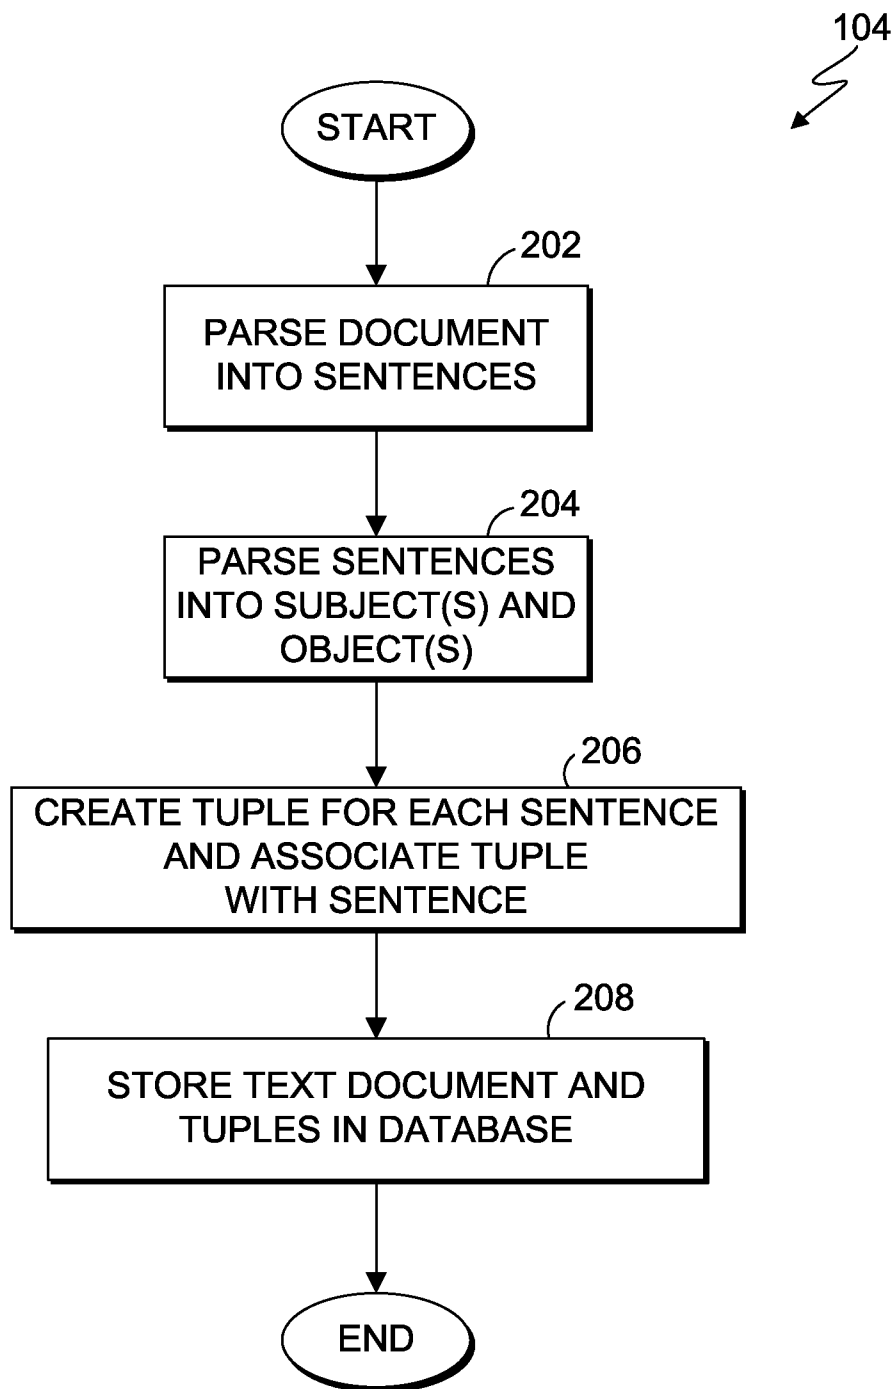 104
START
202
PARSE DOCUMENT
INTO SENTENCES
204
PARSE SENTENCES
INTO SUBJECT(S) AND
OBJECT(S)
206
CREATE TUPLE FOR EACH SENTENCE
AND ASSOCIATE TUPLE
WITH SENTENCE
208
STORE TEXT DOCUMENT AND
TUPLES IN DATABASE
END